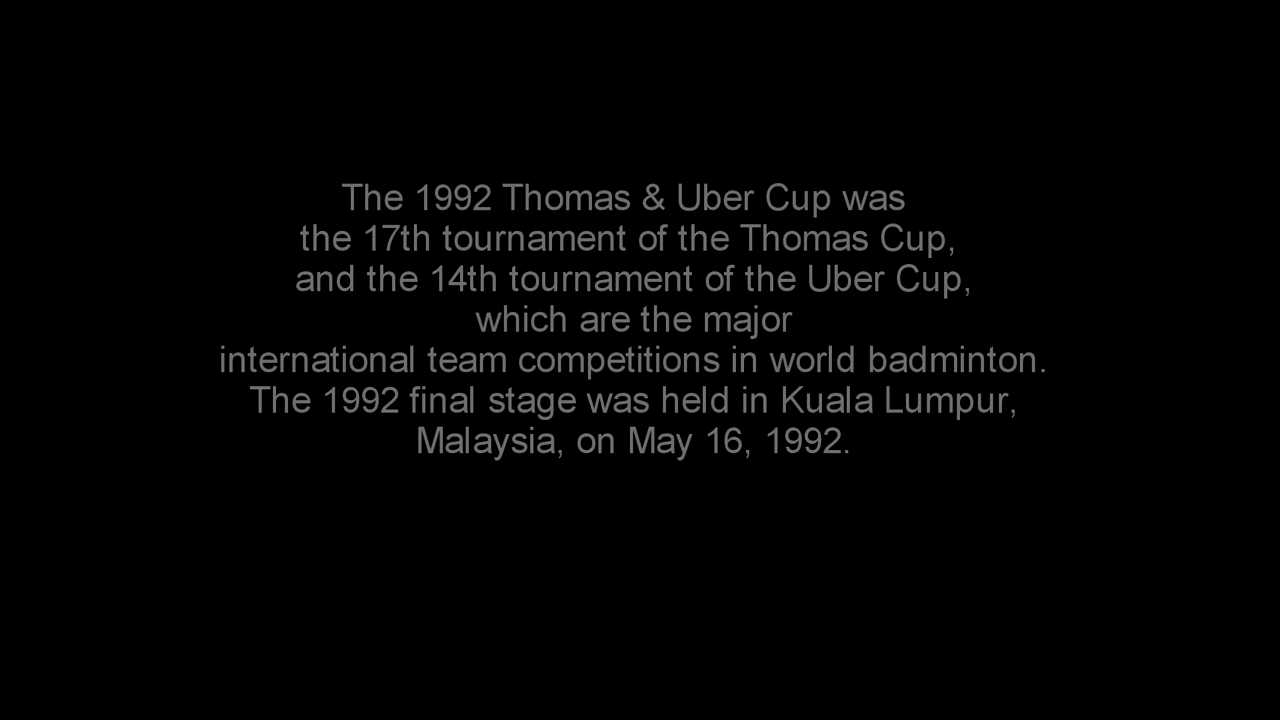 The 1992 Thomas & Uber Cup was
the 17th tournament of the Thomas Cup,
and the 14th tournament of the Uber Cup,
which are the major
international team competitions in world badminton.
The 1992 final stage was held in Kuala Lumpur,
Malaysia, on May 16, 1992.